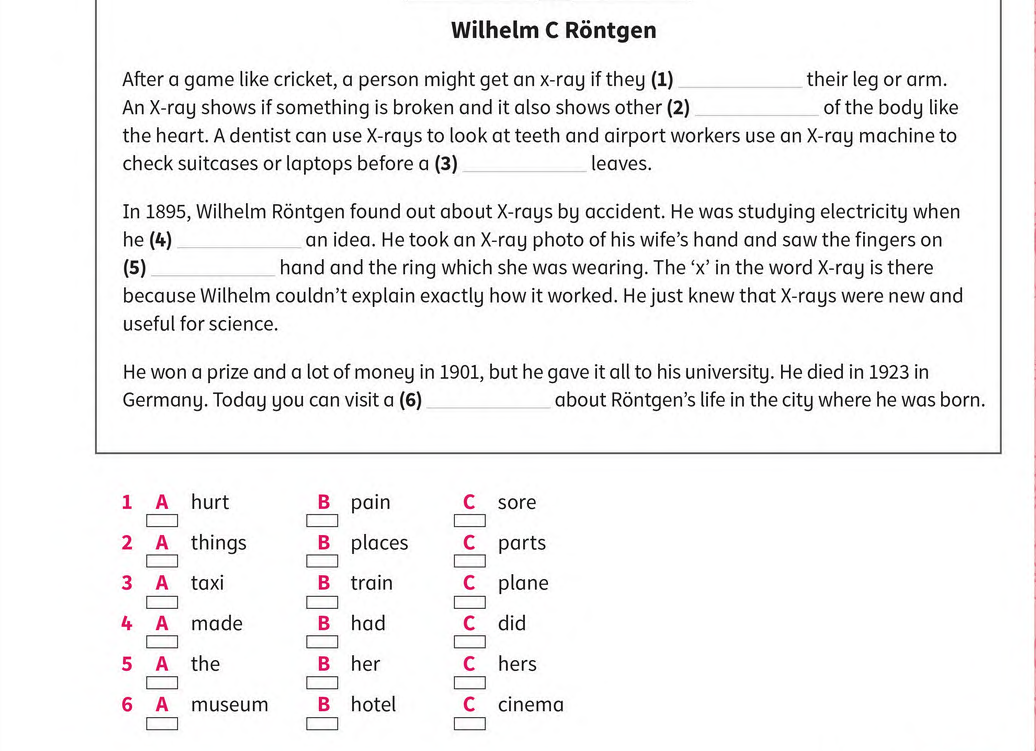 Wilhelm C Röntgen
After a game like cricket, a person might get an x-ray if they (1) ____________ their leg or arm.
An X-ray shows if something is broken and it also shows other (2) ____________ of the body like
the heart. A dentist can use X-rays to look at teeth and airport workers use an X-ray machine to
check suitcases or laptops before a (3) ____________ leaves.
In 1895, Wilhelm Röntgen found out about X-rays by accident. He was studying electricity when
he (4) ____________ an idea. He took an X-ray photo of his wife’s hand and saw the fingers on
(5) ____________ hand and the ring which she was wearing. The ‘x’ in the word X-ray is there
because Wilhelm couldn’t explain exactly how it worked. He just knew that X-rays were new and
useful for science.
He won a prize and a lot of money in 1901, but he gave it all to his university. He died in 1923 in
Germany. Today you can visit a (6) ____________ about Röntgen’s life in the city where he was born.
1 A hurt B pain C sore
2 A things B places C parts
3 A taxi B train C plane
4 A made B had C did
5 A the B her C hers
6 A museum B hotel C cinema